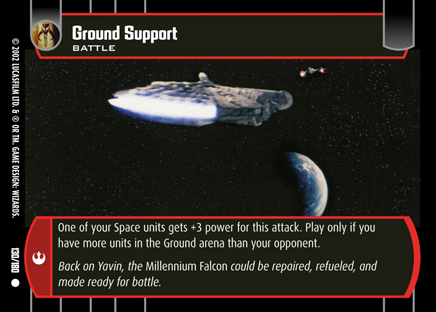 Ground Support
BATTLE
© 2002 LUCASFILM LTD. & ® OR TM. GAME DESIGN: WIZARDS.
130/180
One of your Space units gets +3 power for this attack. Play only if you
have more units in the Ground arena than your opponent.
Back on Yavin, the Millennium Falcon could be repaired, refueled, and
made ready for battle.